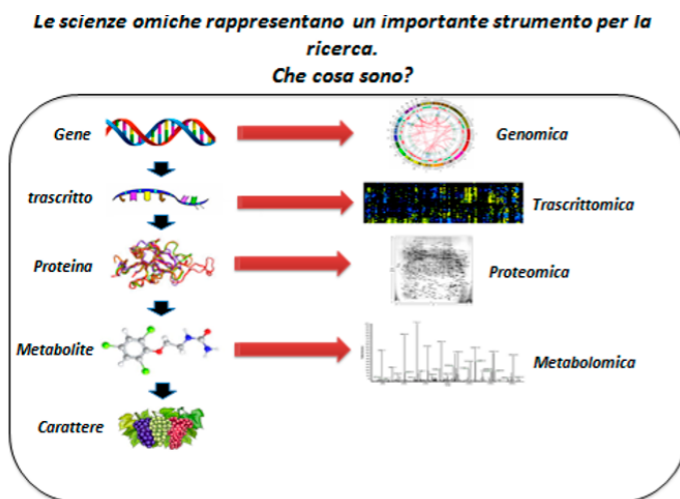 Le scienze omiche rappresentano un importante strumento per la
ricerca.
Che cosa sono?
Gene
Genomica
trascritto
Trascrittomica
Proteina
Proteomica
Metabolite
Metabolomica
Carattere